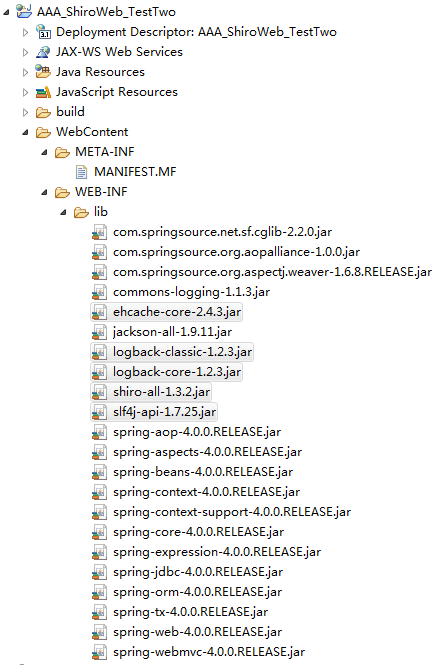 AAA_ShiroWeb_TestTwo
Deployment Descriptor: AAA_ShiroWeb_TestTwo
JAX-WS Web Services
Java Resources
JavaScript Resources
build
WebContent
META-INF
MANIFEST.MF
WEB-INF
lib
com.springsource.net.sf.cglib-2.2.0.jar
com.springsource.org.aopalliance-1.0.0.jar
com.springsource.org.aspectj.weaver-1.6.8.RELEASE.jar
commons-logging-1.1.3.jar
ehcache-core-2.4.3.jar
jackson-all-1.9.11.jar
logback-classic-1.2.3.jar
logback-core-1.2.3.jar
shiro-all-1.3.2.jar
slf4j-api-1.7.25.jar
spring-aop-4.0.0.RELEASE.jar
spring-aspects-4.0.0.RELEASE.jar
spring-beans-4.0.0.RELEASE.jar
spring-context-4.0.0.RELEASE.jar
spring-context-support-4.0.0.RELEASE.jar
spring-core-4.0.0.RELEASE.jar
spring-expression-4.0.0.RELEASE.jar
spring-jdbc-4.0.0.RELEASE.jar
spring-orm-4.0.0.RELEASE.jar
spring-tx-4.0.0.RELEASE.jar
spring-web-4.0.0.RELEASE.jar
spring-webmvc-4.0.0.RELEASE.jar